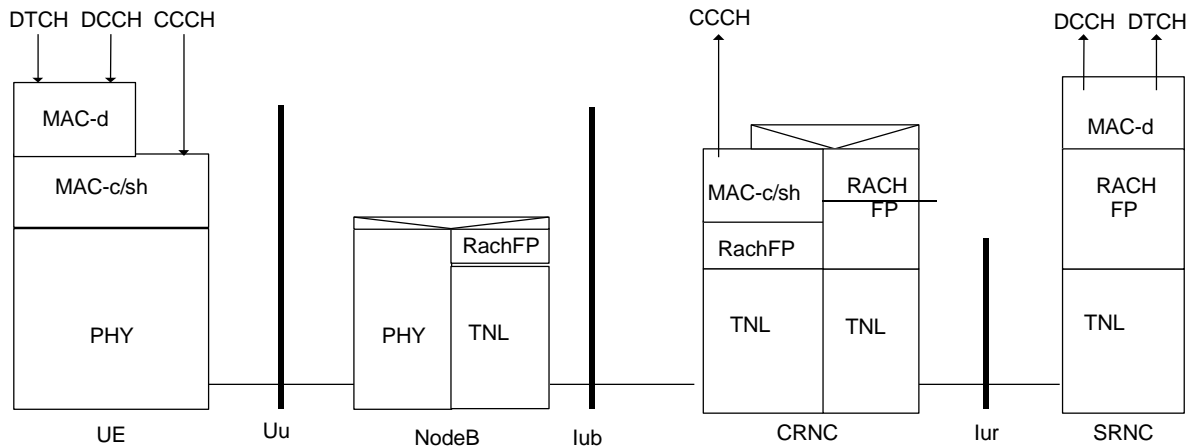 DTCH DCCH CCCH CCCH DCCH DTCH
MAC-d
MAC-d
MAC-c/sh
MAC-c/sh
RACH
FP
RACH
FP
RachFP
RachFP
PHY
PHY
TNL
TNL
TNL
TNL
UE
Uu
NodeB
Iub
CRNC
Iur
SRNC